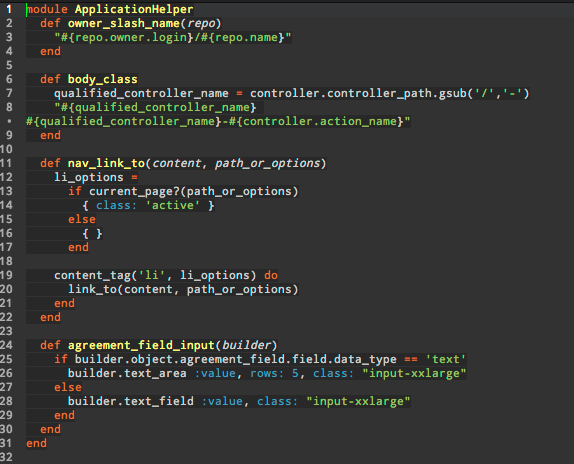 1 module ApplicationHelper
2   def owner_slash_name(repo)
3     "#{repo.owner.login}/#{repo.name}"
4   end
5
6   def body_class
7     qualified_controller_name = controller.controller_path.gsub('/','-')
8     "#{qualified_controller_name}
• #{qualified_controller_name}-#{controller.action_name}"
9   end
10
11   def nav_link_to(content, path_or_options)
12     li_options =
13       if current_page?(path_or_options)
14         { class: 'active' }
15       else
16         { }
17       end
18
19     content_tag('li', li_options) do
20       link_to(content, path_or_options)
21     end
22   end
23
24   def agreement_field_input(builder)
25     if builder.object.agreement_field.field.data_type == 'text'
26       builder.text_area :value, rows: 5, class: "input-xxlarge"
27     else
28       builder.text_field :value, class: "input-xxlarge"
29     end
30   end
31 end
32